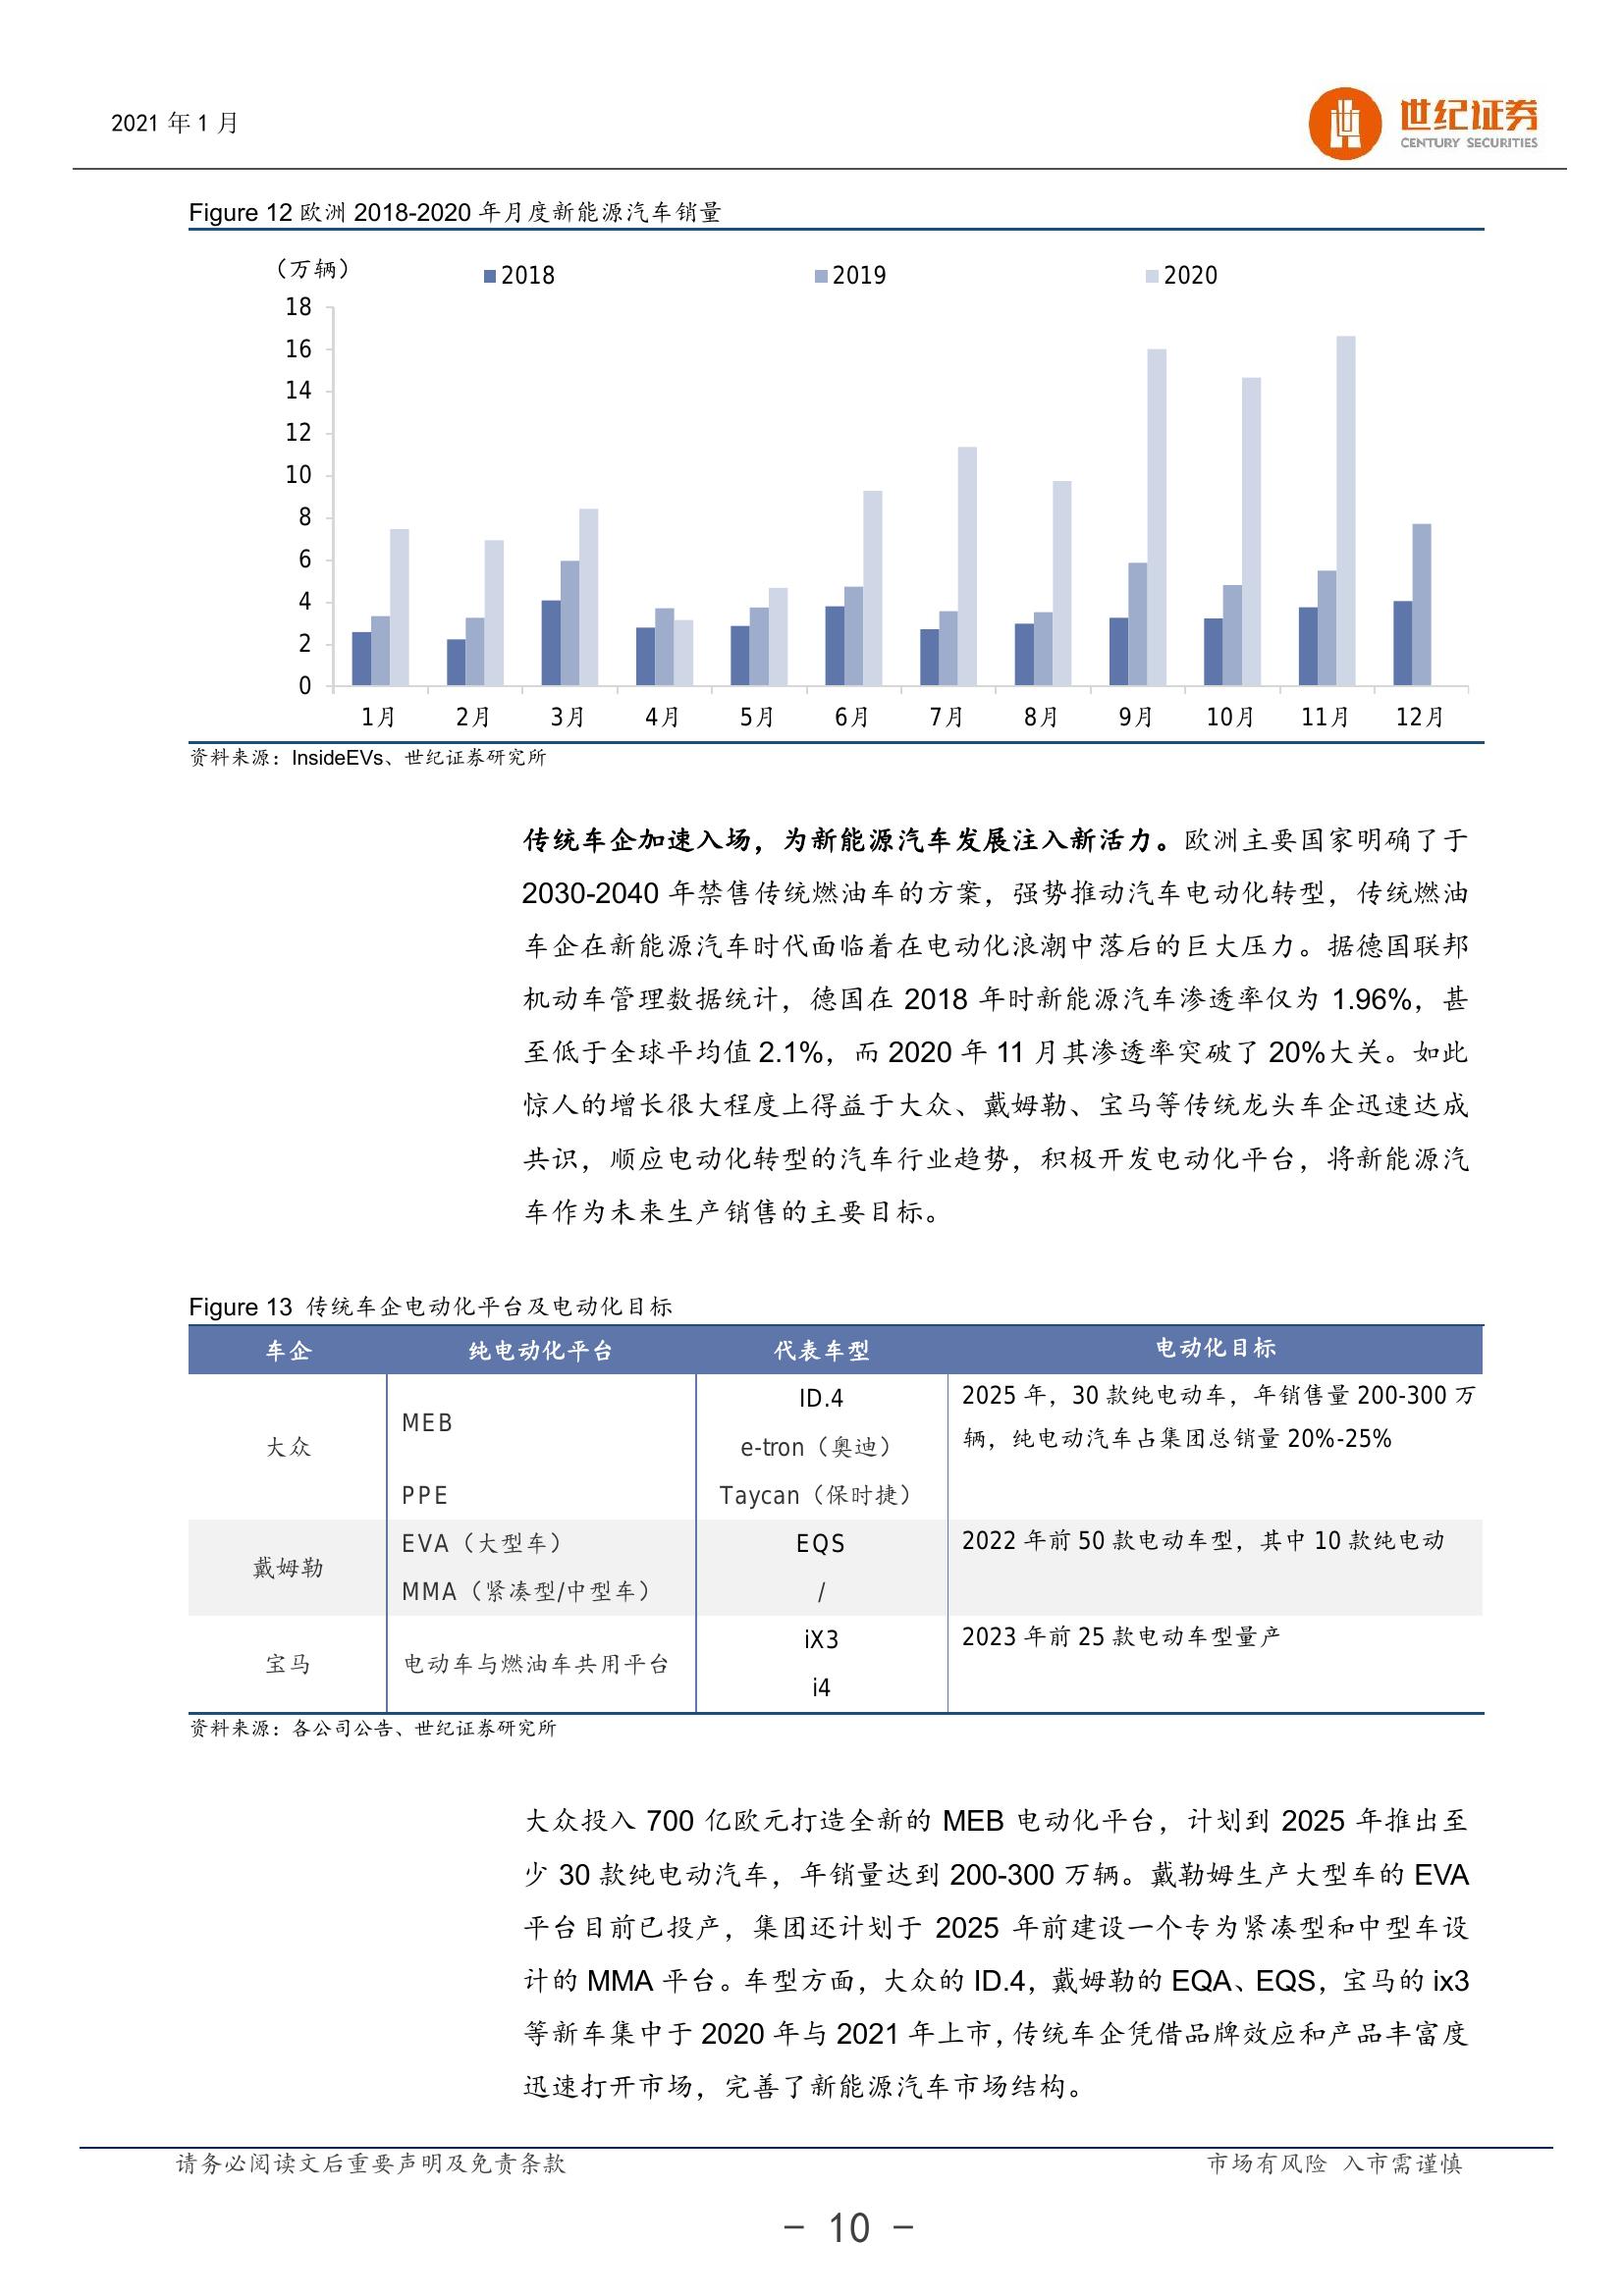 2021 年 1 月
世纪证券
CENTURY SECURITIES
Figure 12 欧洲 2018-2020 年月度新能源汽车销量
（万辆）
2018 2019 2020
18
16
14
12
10
8
6
4
2
0
1月 2月 3月 4月 5月 6月 7月 8月 9月 10月 11月 12月
资料来源：InsideEVs、世纪证券研究所
传统车企加速入场，为新能源汽车发展注入新活力。欧洲主要国家明确了于
2030-2040 年禁售传统燃油车的方案，强势推动汽车电动化转型，传统燃油
车企在新能源汽车时代面临着在电动化浪潮中落后的巨大压力。据德国联邦
机动车管理数据统计，德国在 2018 年时新能源汽车渗透率仅为 1.96%，甚
至低于全球平均值 2.1%，而 2020 年 11 月其渗透率突破了 20%大关。如此
惊人的增长很大程度上得益于大众、戴姆勒、宝马等传统龙头车企迅速达成
共识，顺应电动化转型的汽车行业趋势，积极开发电动化平台，将新能源汽
车作为未来生产销售的主要目标。
Figure 13 传统车企电动化平台及电动化目标
车企 纯电动化平台 代表车型 电动化目标
大众
MEB
PPE
ID.4
e-tron（奥迪）
Taycan（保时捷）
2025 年，30 款纯电动车，年销售量 200-300 万
辆，纯电动汽车占集团总销量 20%-25%
戴姆勒
EVA（大型车）
MMA（紧凑型/中型车）
EQS
/
2022 年前 50 款电动车型，其中 10 款纯电动
宝马
电动车与燃油车共用平台
iX3
i4
2023 年前 25 款电动车型量产
资料来源：各公司公告、世纪证券研究所
大众投入 700 亿欧元打造全新的 MEB 电动化平台，计划到 2025 年推出至
少 30 款纯电动汽车，年销量达到 200-300 万辆。戴勒姆生产大型车的 EVA
平台目前已投产，集团还计划于 2025 年前建设一个专为紧凑型和中型车设
计的 MMA 平台。车型方面，大众的 ID.4，戴姆勒的 EQA、EQS，宝马的 ix3
等新车集中于 2020 年与 2021 年上市，传统车企凭借品牌效应和产品丰富度
迅速打开市场，完善了新能源汽车市场结构。
请务必阅读文后重要声明及免责条款 市场有风险 入市需谨慎
- 10 -